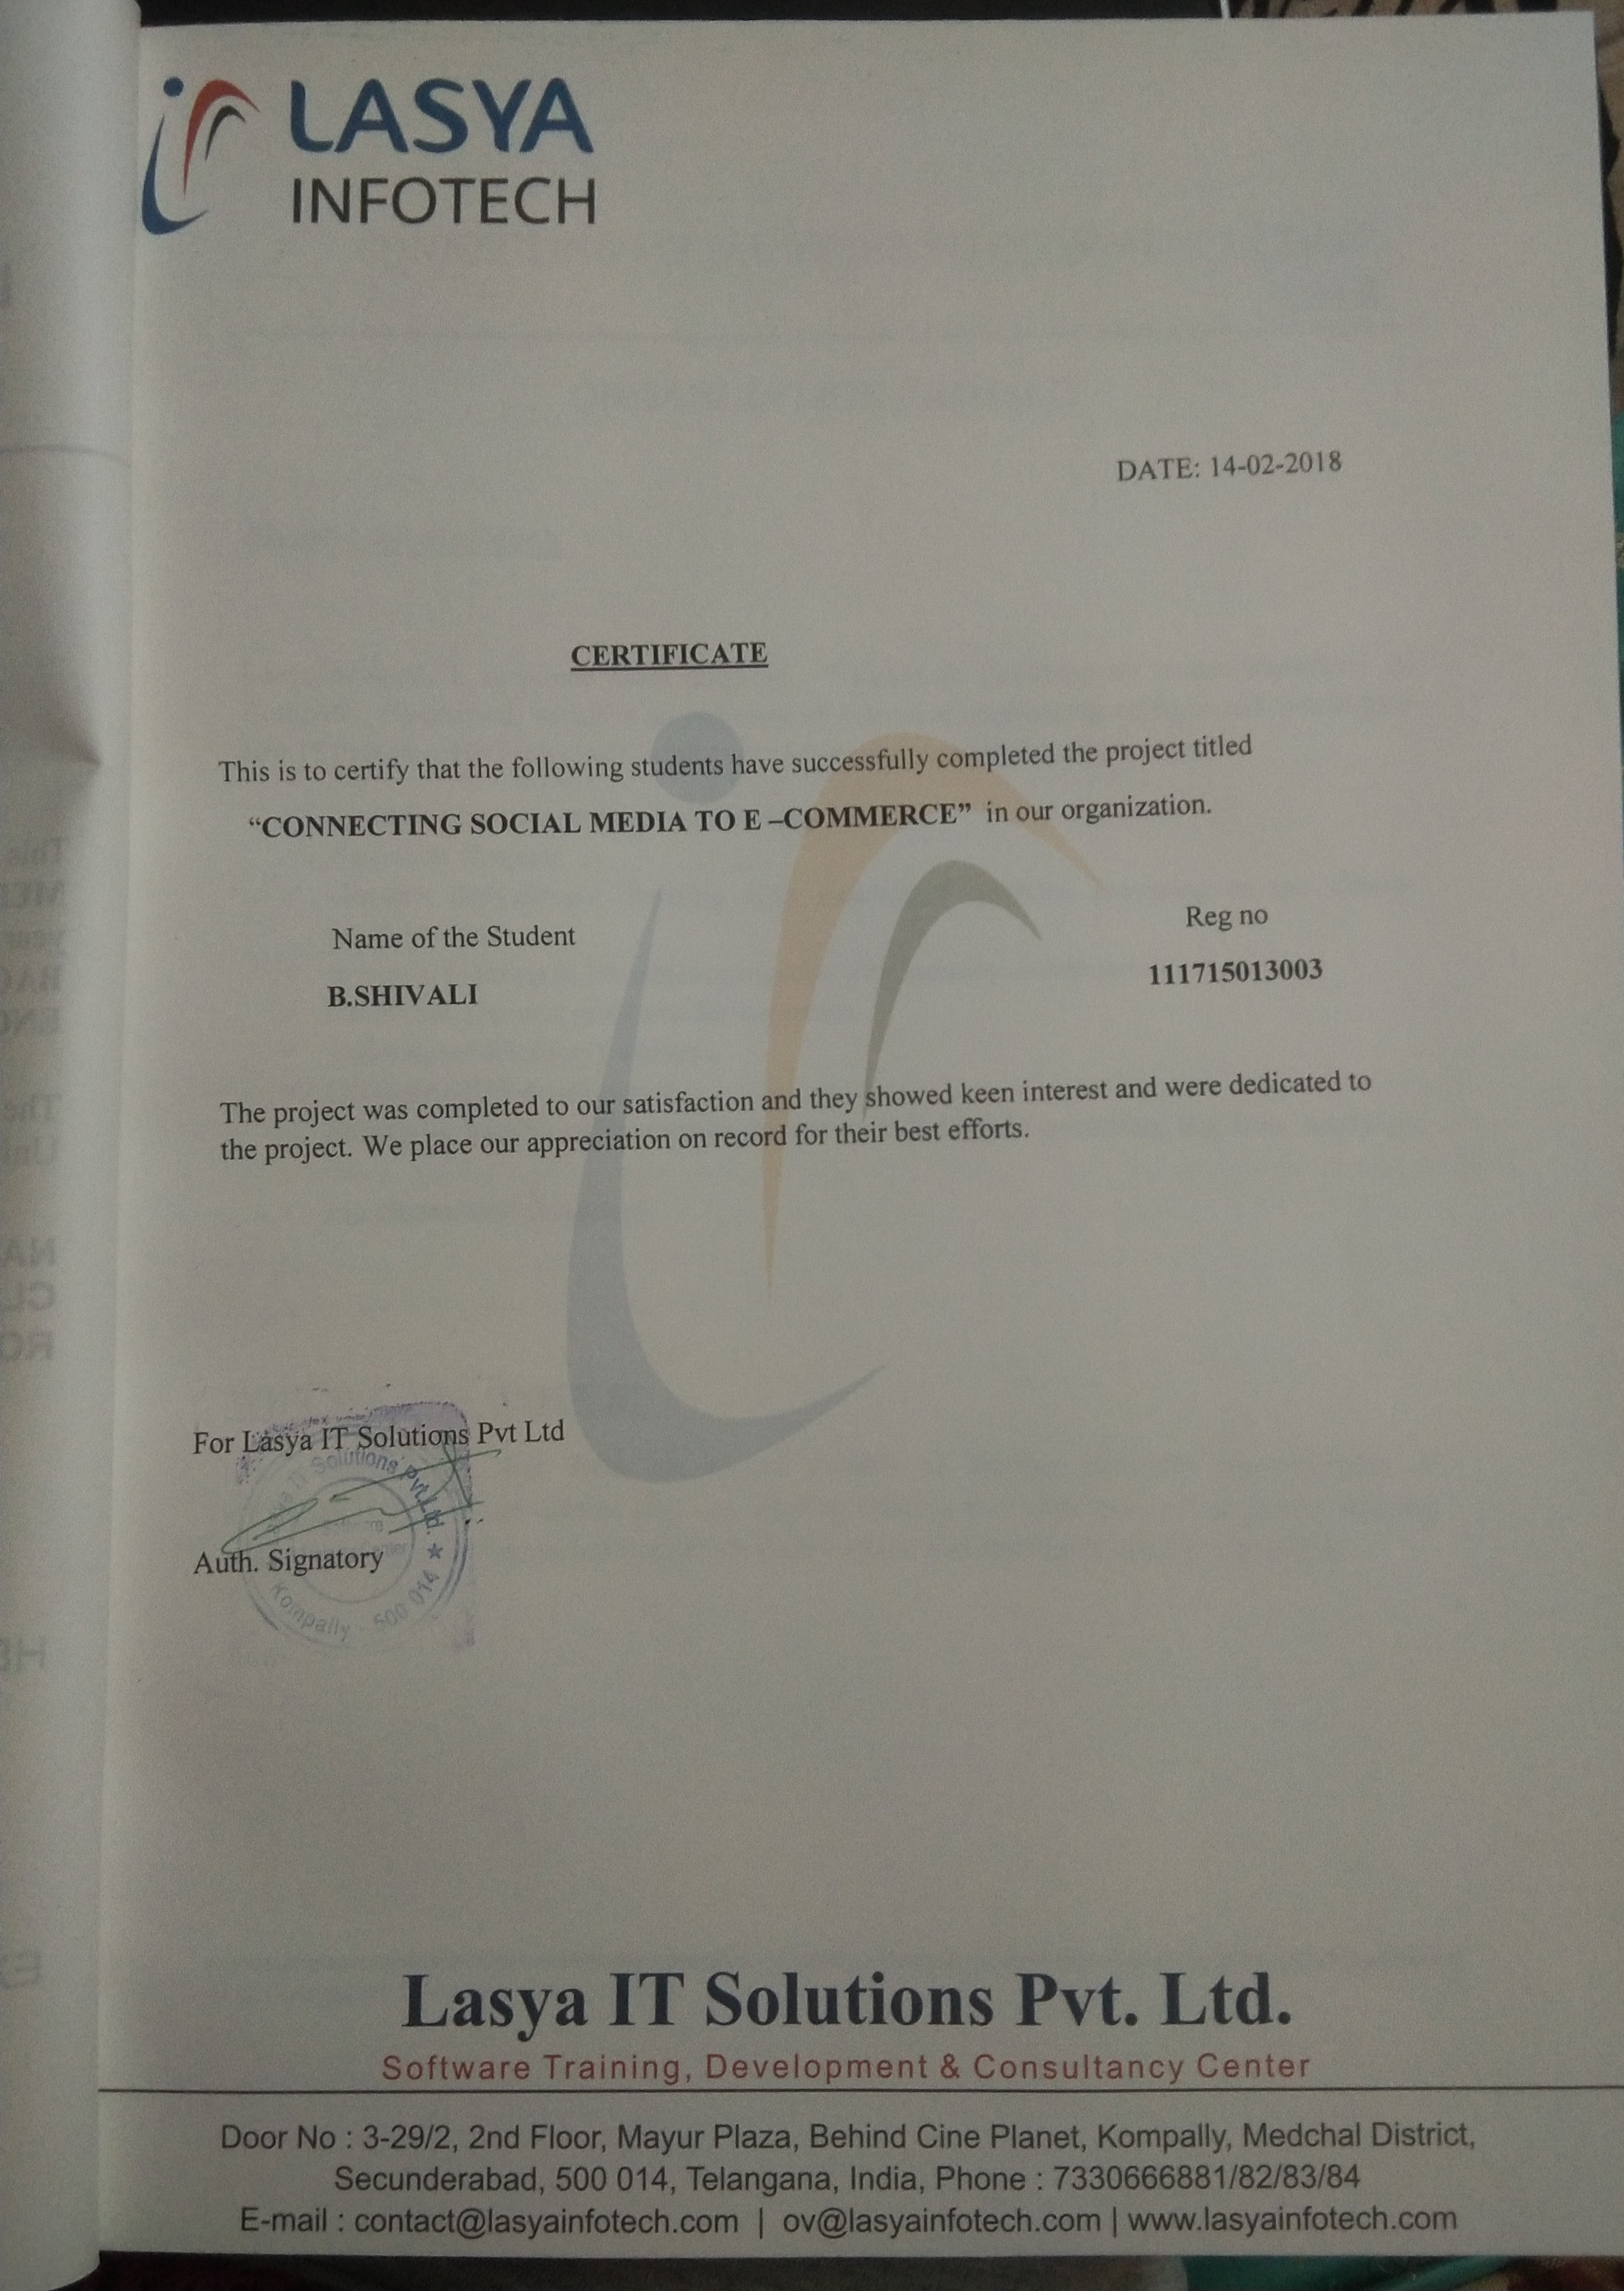 LASYA
INFOTECH
DATE: 14-02-2018
CERTIFICATE
This is to certify that the following students have successfully completed the project titled
“CONNECTING SOCIAL MEDIA TO E –COMMERCE” in our organization.
Name of the Student
Reg no
B.SHIVALI
111715013003
The project was completed to our satisfaction and they showed keen interest and were dedicated to
the project. We place our appreciation on record for their best efforts.
For Lasya IT Solutions Pvt Ltd
IT Solutions Pvt. Ltd.
Kompally 500 014
Auth. Signatory
Lasya IT Solutions Pvt. Ltd.
Software Training, Development & Consultancy Center
Door No : 3-29/2, 2nd Floor, Mayur Plaza, Behind Cine Planet, Kompally, Medchal District,
Secunderabad, 500 014, Telangana, India, Phone : 7330666881/82/83/84
E-mail : contact@lasyainfotech.com | ov@lasyainfotech.com | www.lasyainfotech.com